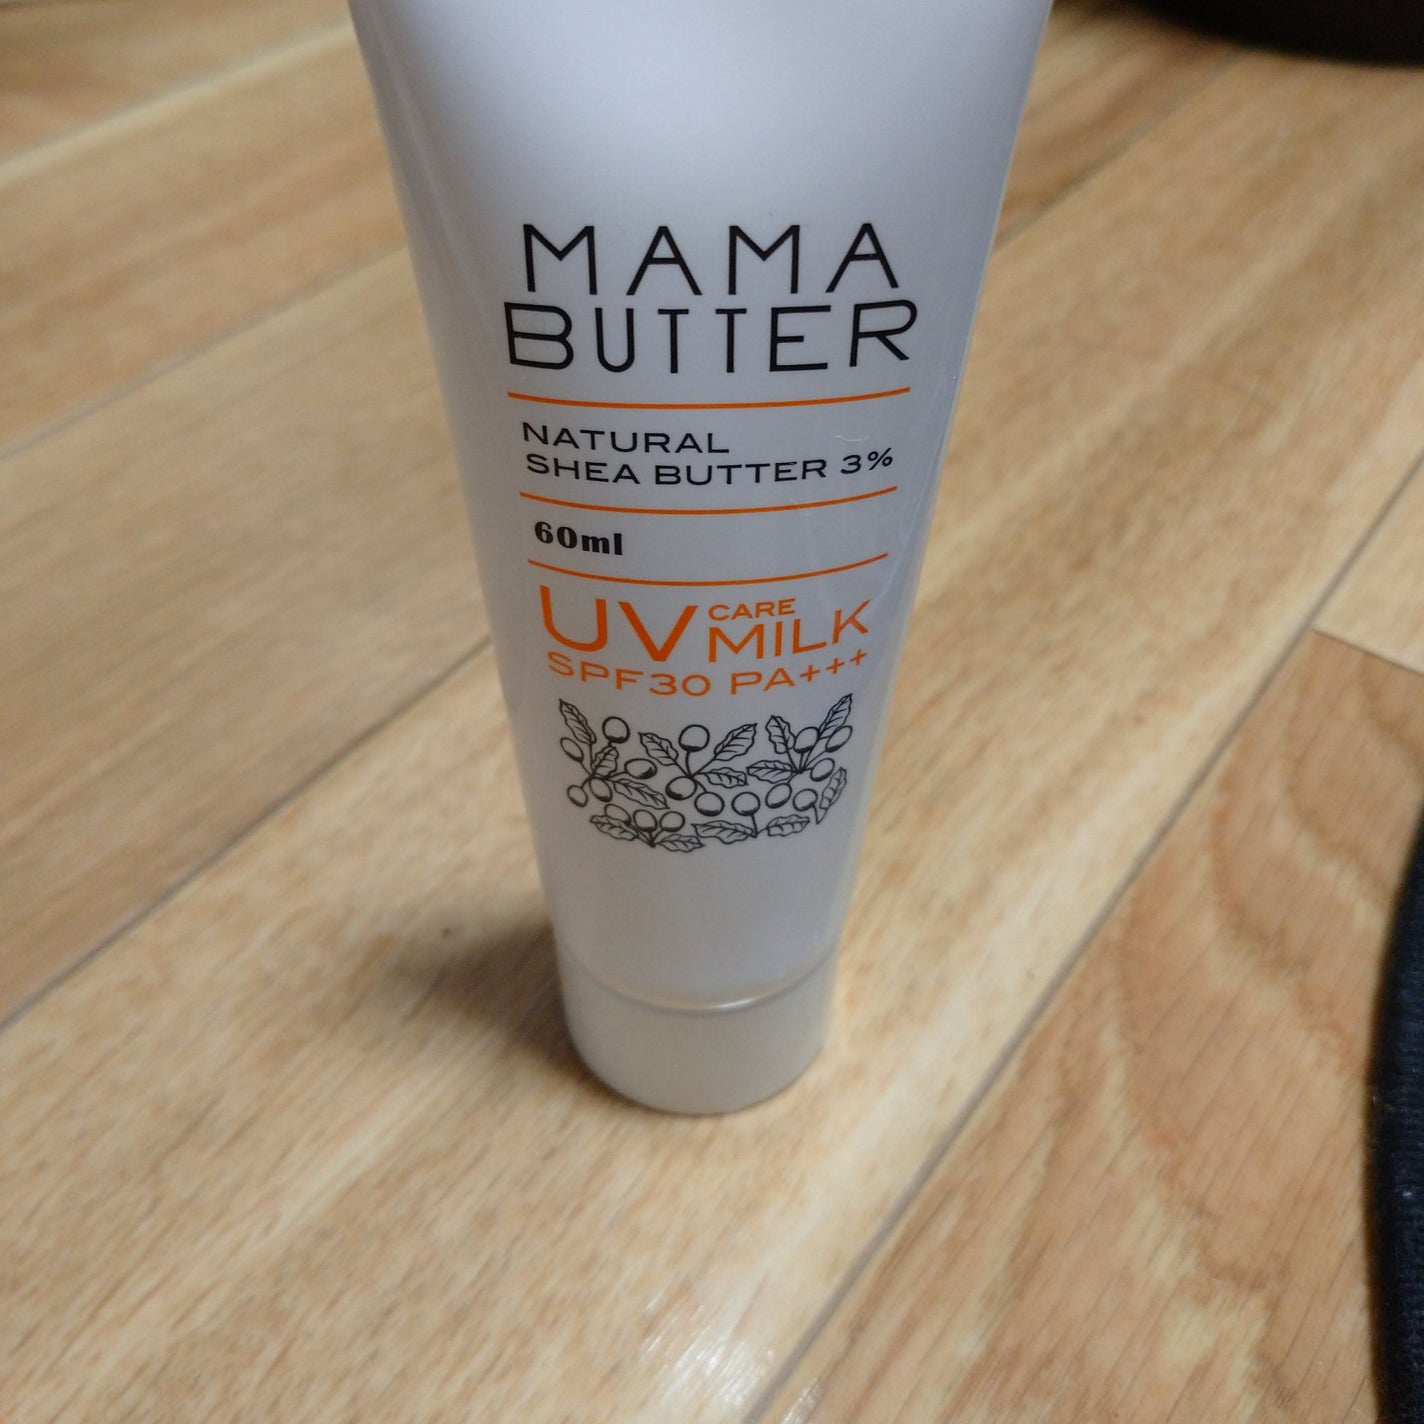 MAMA
BUTTER
NATURAL
SHEA BUTTER 3%
60ml
UV CARE MILK
SPF30 PA+++